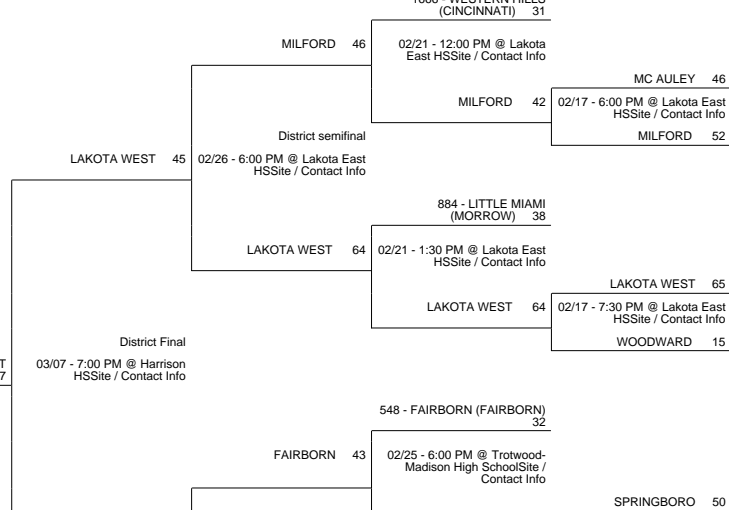 (CINCINNATI) 31
MILFORD 46
02/21 - 12:00 PM @ Lakota
East HSSite / Contact Info
MC AULEY 46
MILFORD 42
02/17 - 6:00 PM @ Lakota East
HSSite / Contact Info
MILFORD 52
District semifinal
LAKOTA WEST 45
02/26 - 6:00 PM @ Lakota East
HSSite / Contact Info
884 - LITTLE MIAMI
(MORROW) 38
LAKOTA WEST 64
02/21 - 1:30 PM @ Lakota East
HSSite / Contact Info
LAKOTA WEST 65
LAKOTA WEST 64
02/17 - 7:30 PM @ Lakota East
HSSite / Contact Info
WOODWARD 15
District Final
T
7
03/07 - 7:00 PM @ Harrison
HSSite / Contact Info
548 - FAIRBORN (FAIRBORN)
32
FAIRBORN 43
02/25 - 6:00 PM @ Trotwood-
Madison High SchoolSite /
Contact Info
SPRINGBORO 50